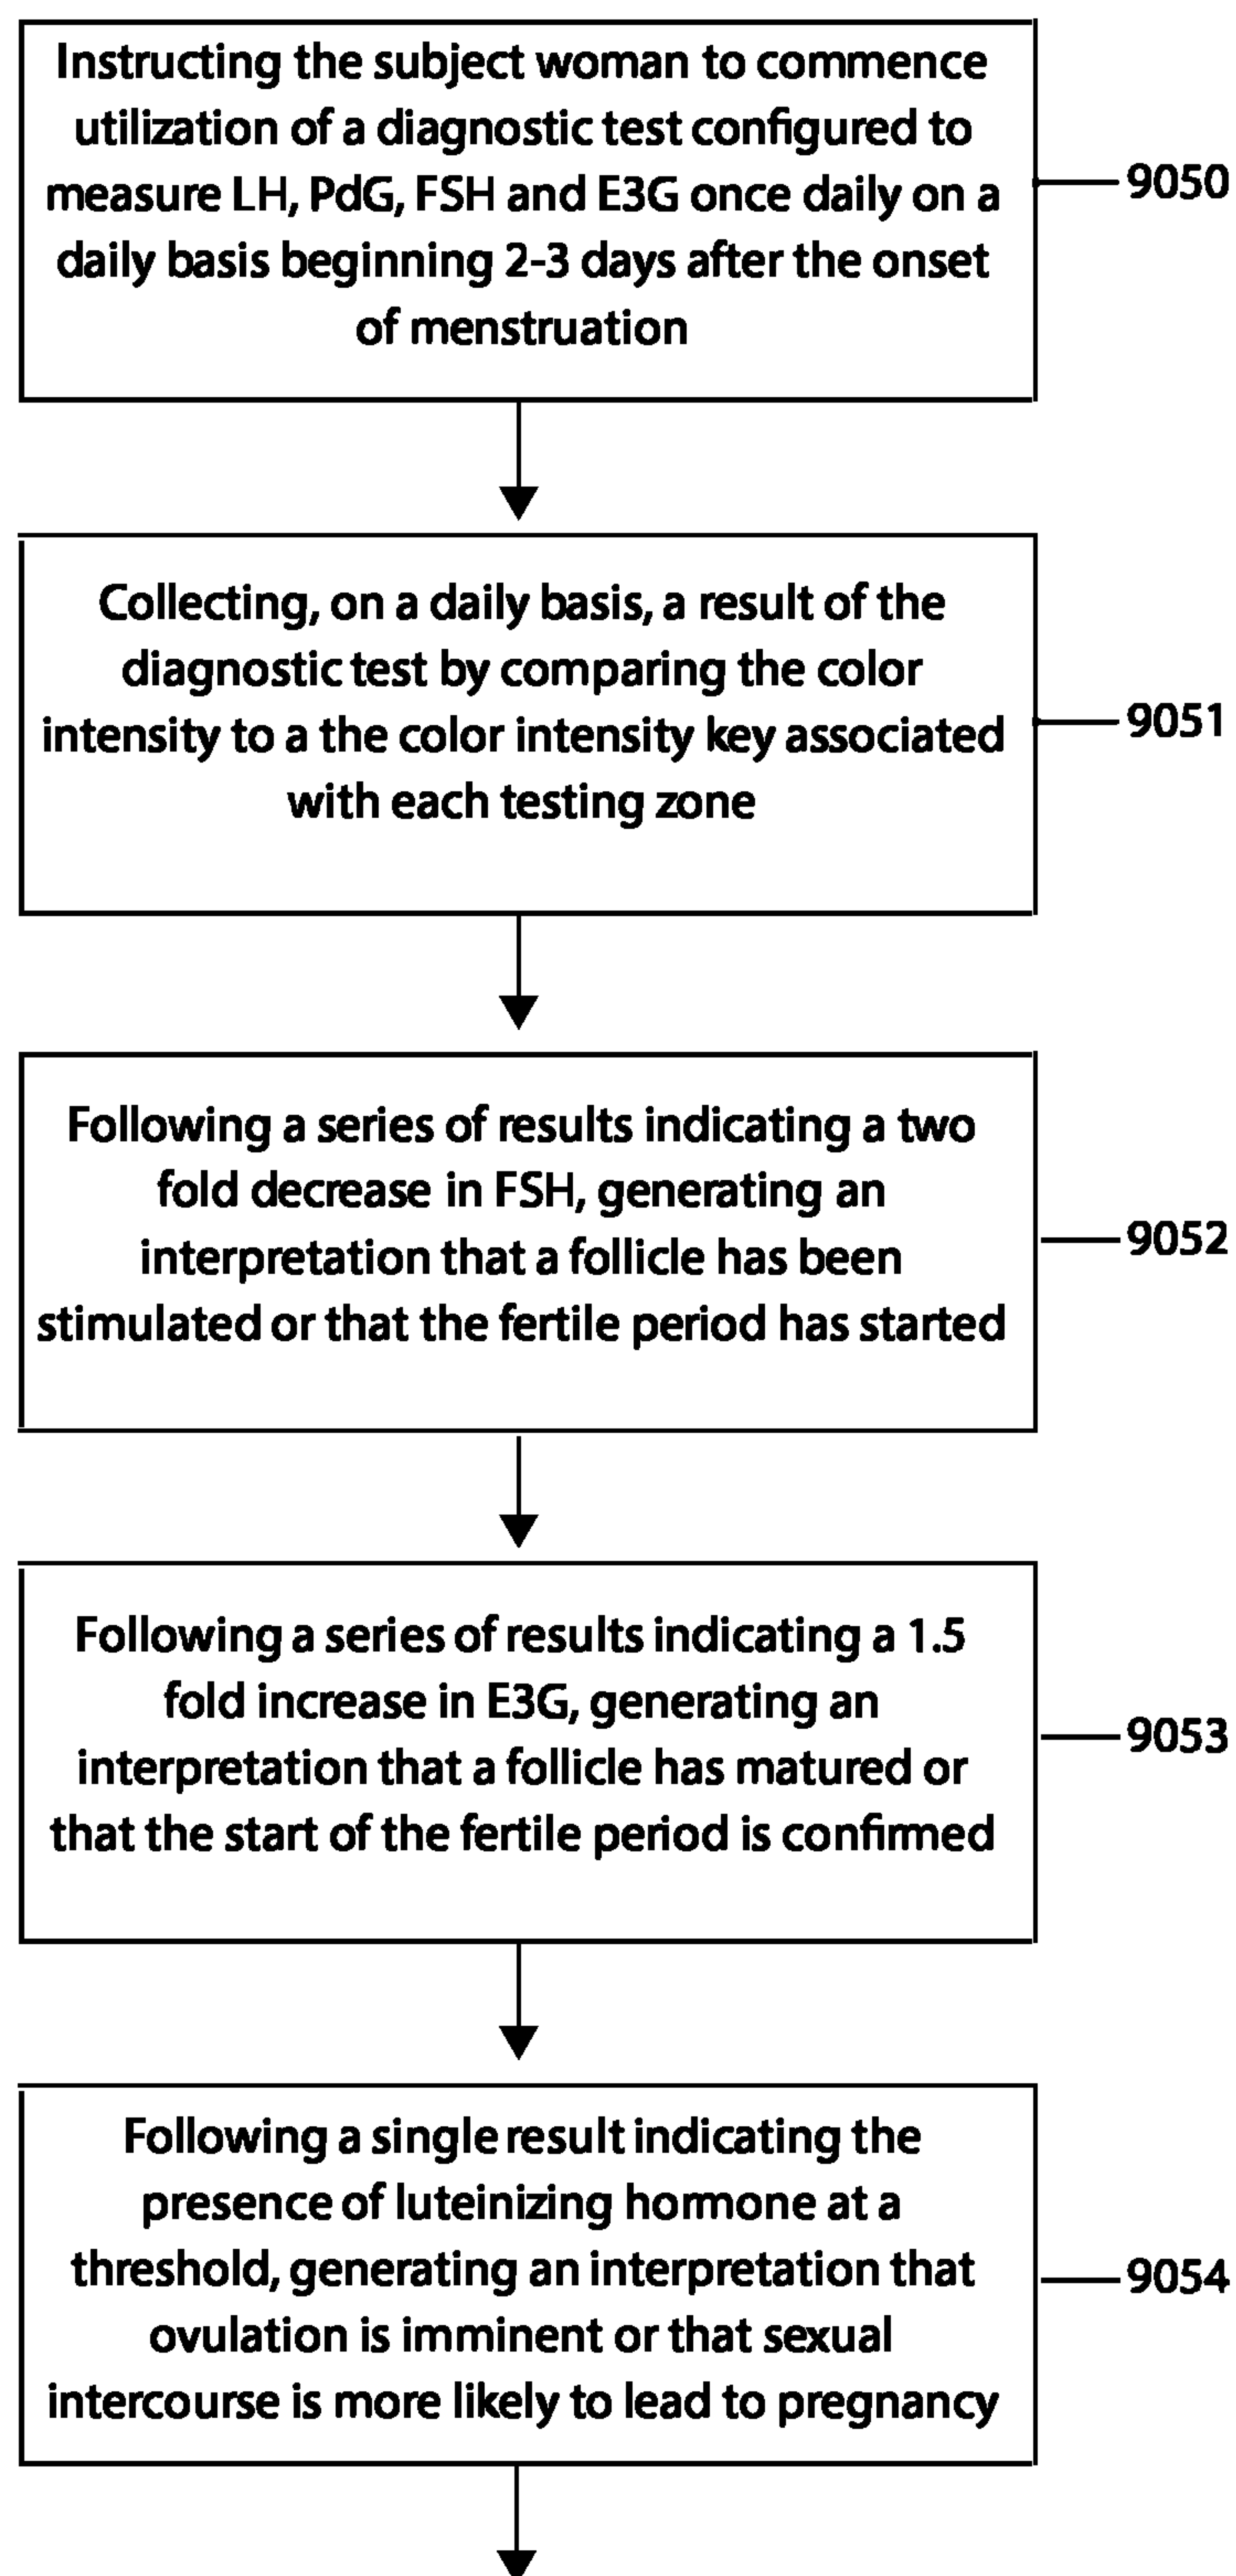 Instructing the subject woman to commence
utilization of a diagnostic test configured to
measure LH, PdG, FSH and E3G once daily on a
daily basis beginning 2-3 days after the onset
of menstruation
9050
Collecting, on a daily basis, a result of the
diagnostic test by comparing the color
intensity to a the color intensity key associated
with each testing zone
9051
Following a series of results indicating a two
fold decrease in FSH, generating an
interpretation that a follicle has been
stimulated or that the fertile period has started
9052
Following a series of results indicating a 1.5
fold increase in E3G, generating an
interpretation that a follicle has matured or
that the start of the fertile period is confirmed
9053
Following a single result indicating the
presence of luteinizing hormone at a
threshold, generating an interpretation that
ovulation is imminent or that sexual
intercourse is more likely to lead to pregnancy
9054